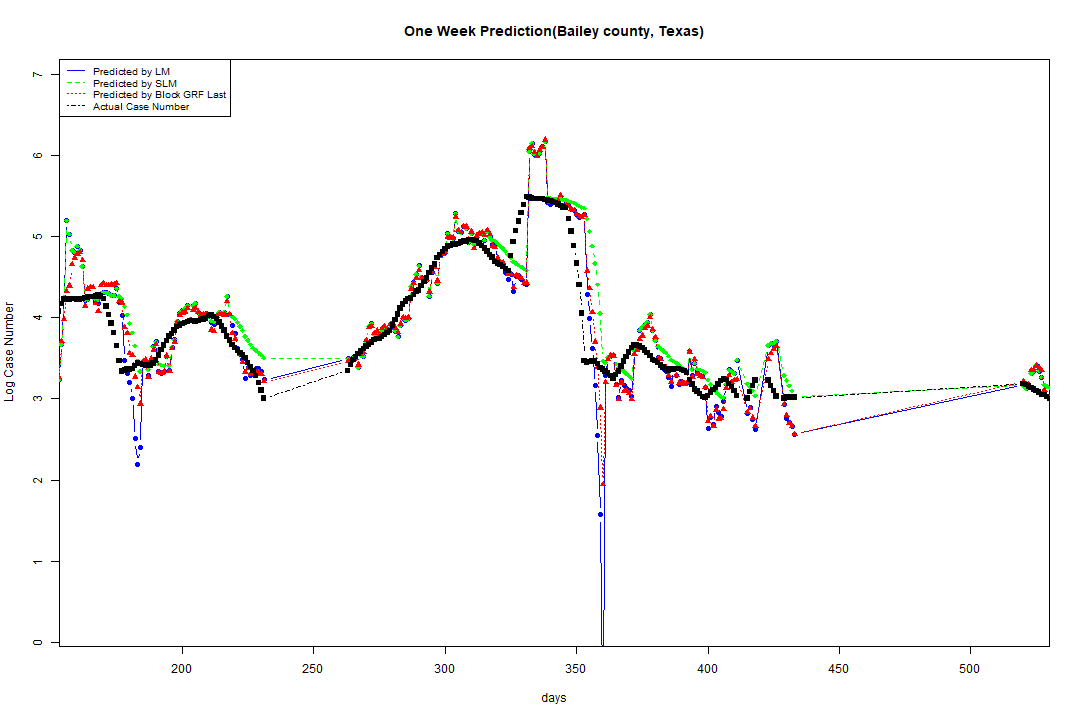 One Week Prediction(Bailey county, Texas)
Predicted by LM
Predicted by SLM
Predicted by Block GRF Last
Actual Case Number
Log Case Number
7
6
5
4
3
2
1
0
200 250 300 350 400 450 500
days